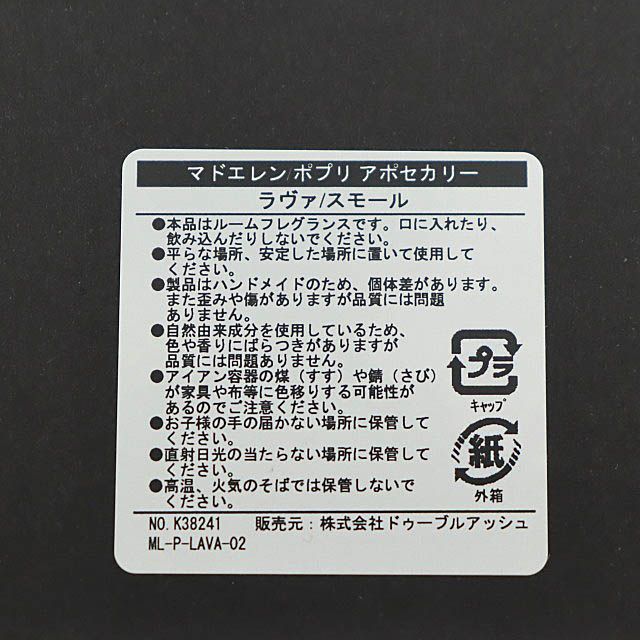 マドエレン/ポプリ アポセカリー
ラヴァ/スモール
●本品はルームフレグランスです。口に入れたり、
飲み込んだりしないでください。
●平らな場所、安定した場所に置いて使用して
ください。
●製品はハンドメイドのため、個体差があります。
また歪みや傷がありますが品質には問題
ありません。
●自然由来成分を使用しているため、
色や香りにばらつきがありますが
品質には問題ありません。
●アイアン容器の煤（すす）や錆（さび）
が家具や布等に色移りする可能性が
あるのでご注意ください。
●お子様の手の届かない場所に保管して
ください。
●直射日光の当たらない場所に保管して
ください。
●高温、火気のそばでは保管しないで
ください。
プラ
キャップ
紙
外箱
NO.K38241 販売元：株式会社ドゥーブルアッシュ
ML-P-LAVA-02